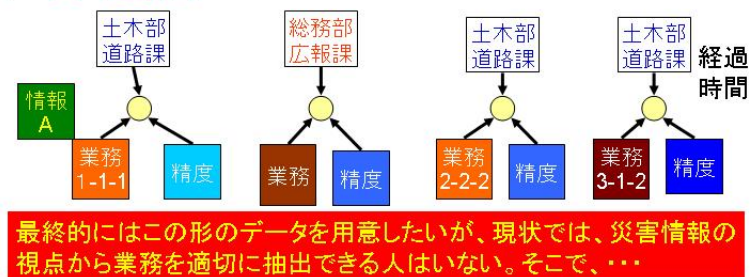 土木部
道路課
総務部
広報課
土木部
道路課
土木部
道路課
経過
時間
情報
A
業務
1-1-1
精度
業務
精度
業務
2-2-2
精度
業務
3-1-2
精度
最終的にはこの形のデータを用意したいが、現状では、災害情報の
視点から業務を適切に抽出できる人はいない。そこで、・・・